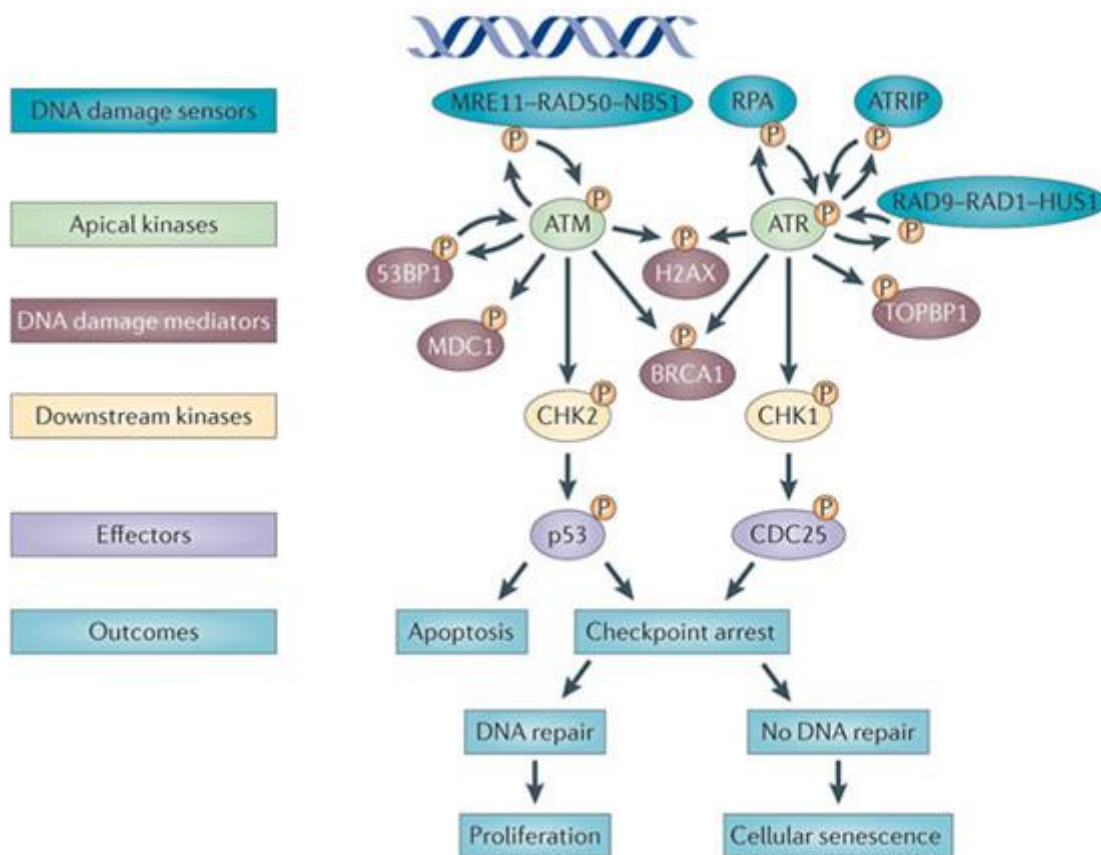 DNA damage sensors
MRE11–RAD50–NBS1
RPA
ATRIP
P
P
P
Apical kinases
ATM
P
ATR
P
RAD9–RAD1–HUS1
P
53BP1
P
H2AX
P
DNA damage mediators
MDC1
P
BRCA1
P
TOPBP1
P
Downstream kinases
CHK2
P
CHK1
P
Effectors
p53
P
CDC25
P
Outcomes
Apoptosis
Checkpoint arrest
DNA repair
No DNA repair
Proliferation
Cellular senescence